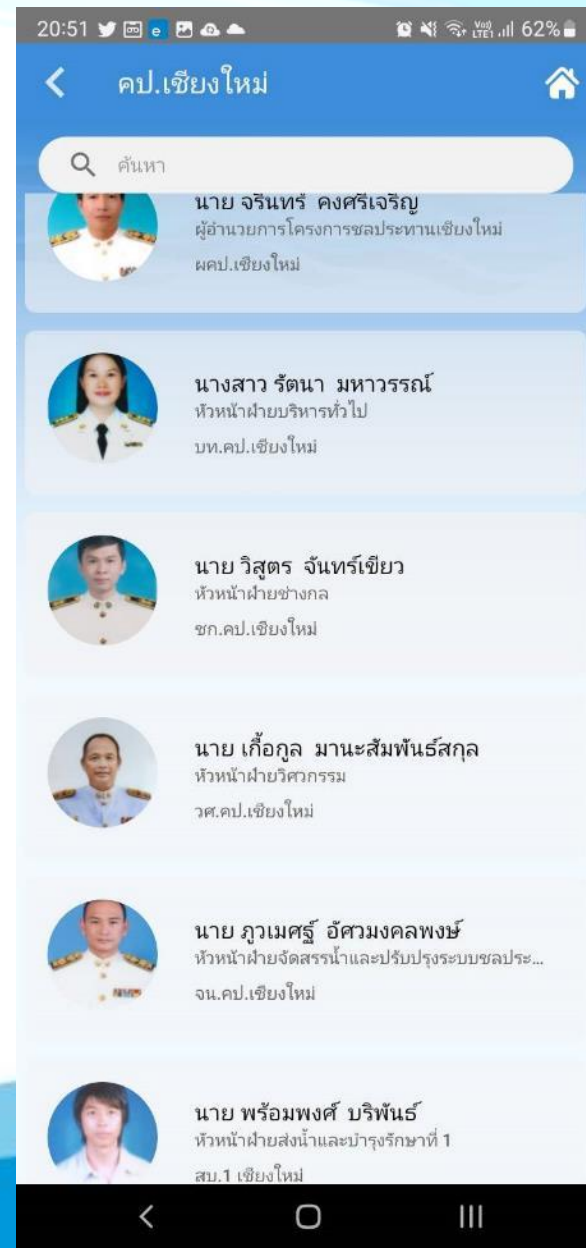 20:51 62%
คป.เชียงใหม่
ค้นหา
นาย จรินทร์ คงศรีเจริญ
ผู้อำนวยการโครงการชลประทานเชียงใหม่
ผคป.เชียงใหม่
นางสาว รัตนา มหาวรรณ์
หัวหน้าฝ่ายบริหารทั่วไป
บท.คป.เชียงใหม่
นาย วิสูตร จันทร์เขียว
หัวหน้าฝ่ายช่างกล
ชก.คป.เชียงใหม่
นาย เกื้อกูล มานะสัมพันธ์สกุล
หัวหน้าฝ่ายวิศวกรรม
วศ.คป.เชียงใหม่
นาย ภูวเมศฐ์ อัศวมงคลพงษ์
หัวหน้าฝ่ายจัดสรรน้ำและปรับปรุงระบบชลประ...
จน.คป.เชียงใหม่
นาย พร้อมพงศ์ บริพันธ์
หัวหน้าฝ่ายส่งน้ำและบำรุงรักษาที่ 1
สบ.1 เชียงใหม่